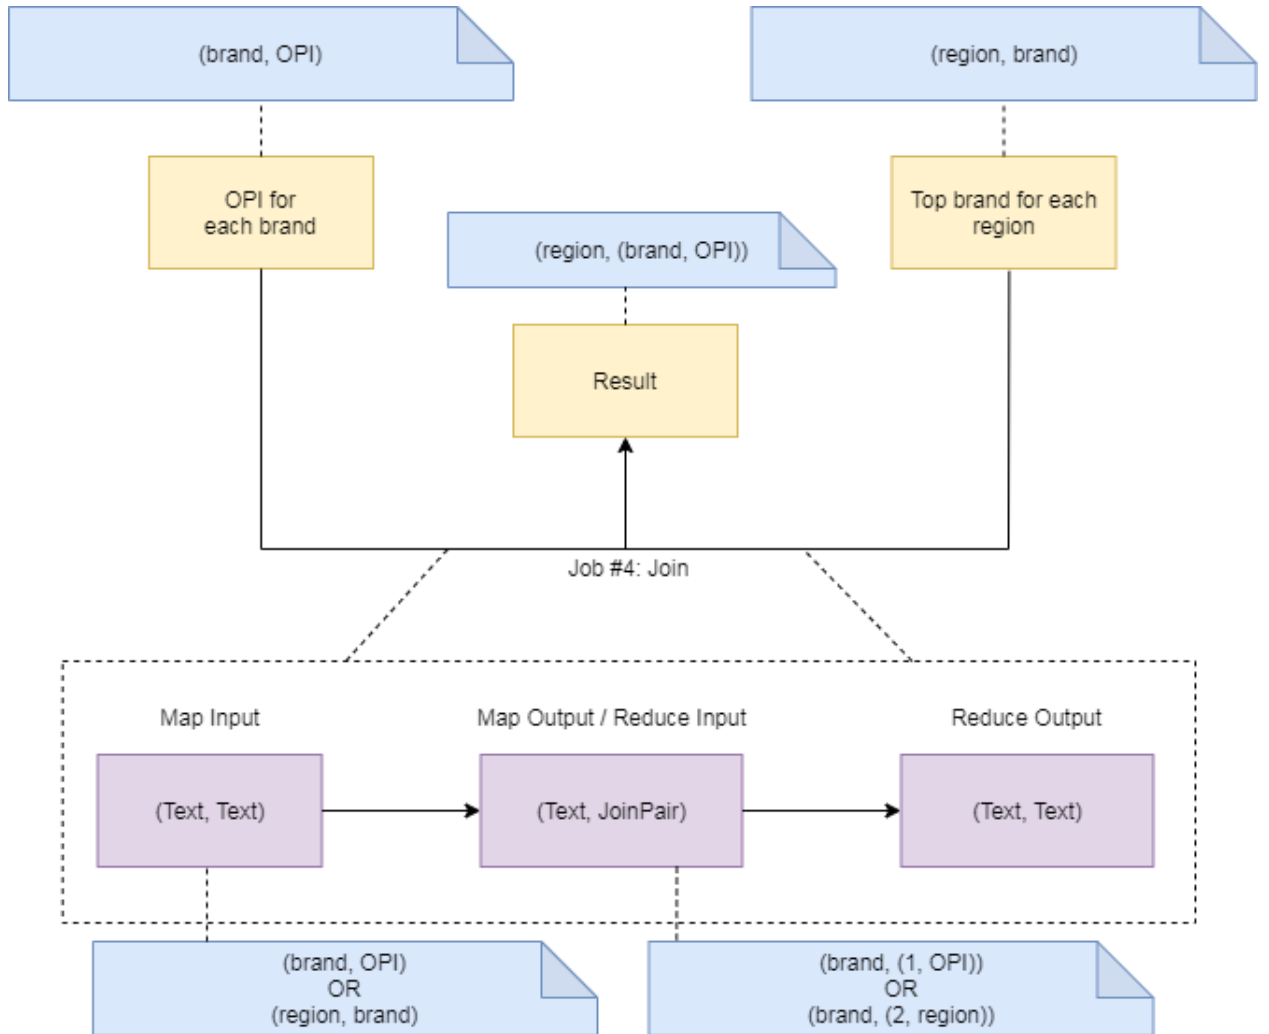 (brand, OPI)
(region, brand)
OPI for
each brand
Top brand for each
region
(region, (brand, OPI))
Result
Job #4: Join
Map Input
Map Output / Reduce Input
Reduce Output
(Text, Text)
(Text, JoinPair)
(Text, Text)
(brand, OPI)
OR
(region, brand)
(brand, (1, OPI))
OR
(brand, (2, region))